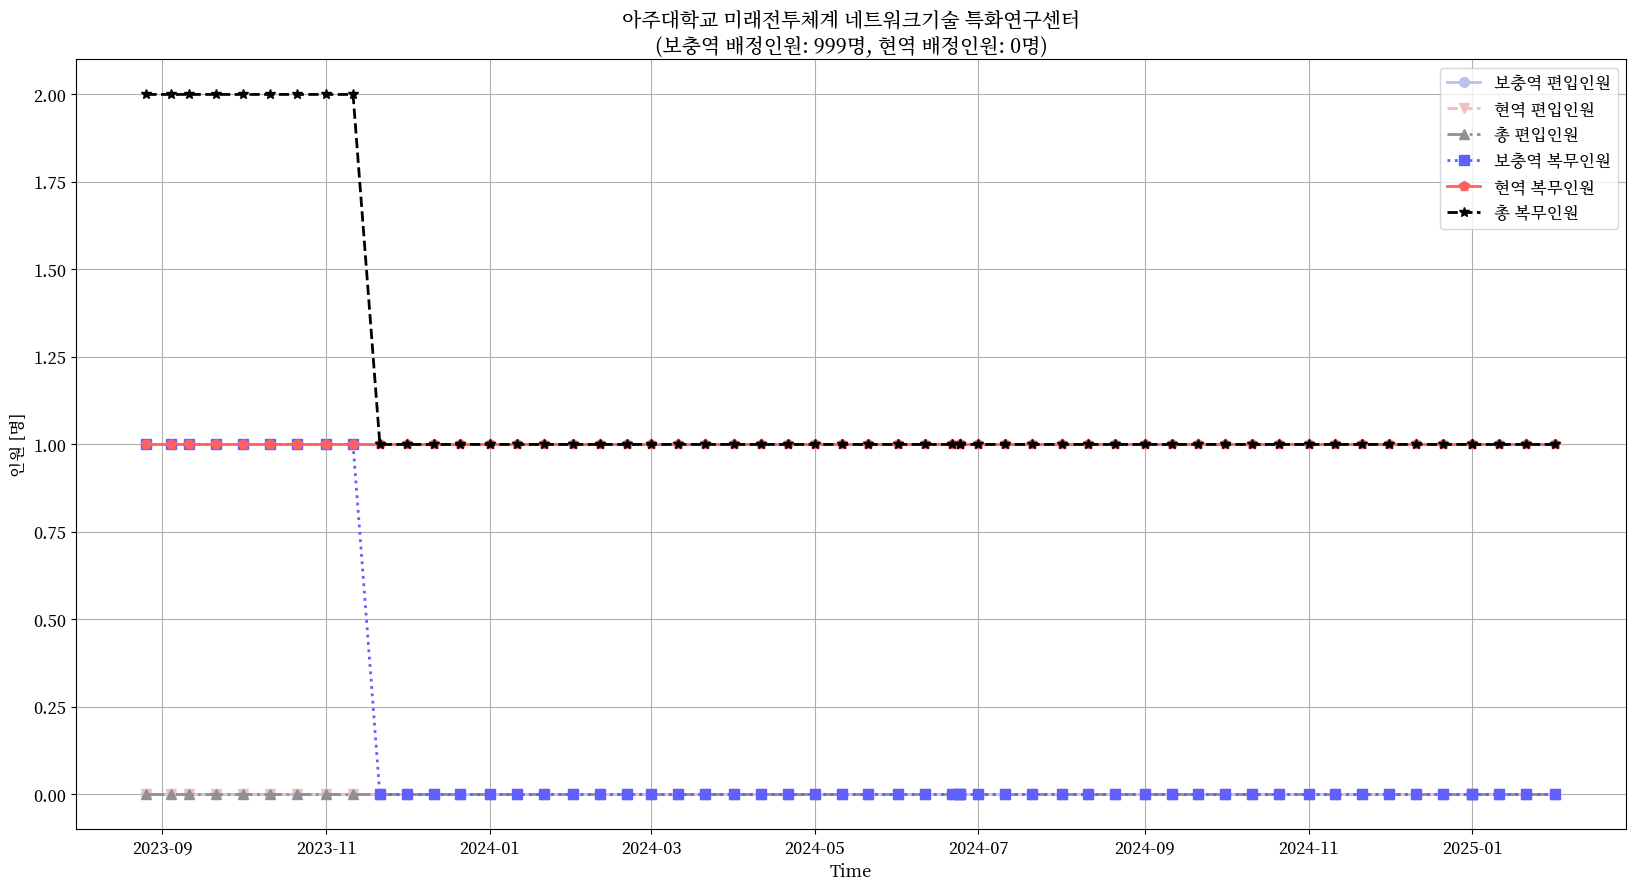 아주대학교 미래전투체계 네트워크기술 특화연구센터
(보충역 배정인원: 999명, 현역 배정인원: 0명)
보충역 편입인원
현역 편입인원
총 편입인원
보충역 복무인원
현역 복무인원
총 복무인원
2.00
1.75
1.50
1.25
1.00
0.75
0.50
0.25
0.00
인원 [명]
2023-09 2023-11 2024-01 2024-03 2024-05 2024-07 2024-09 2024-11 2025-01
Time